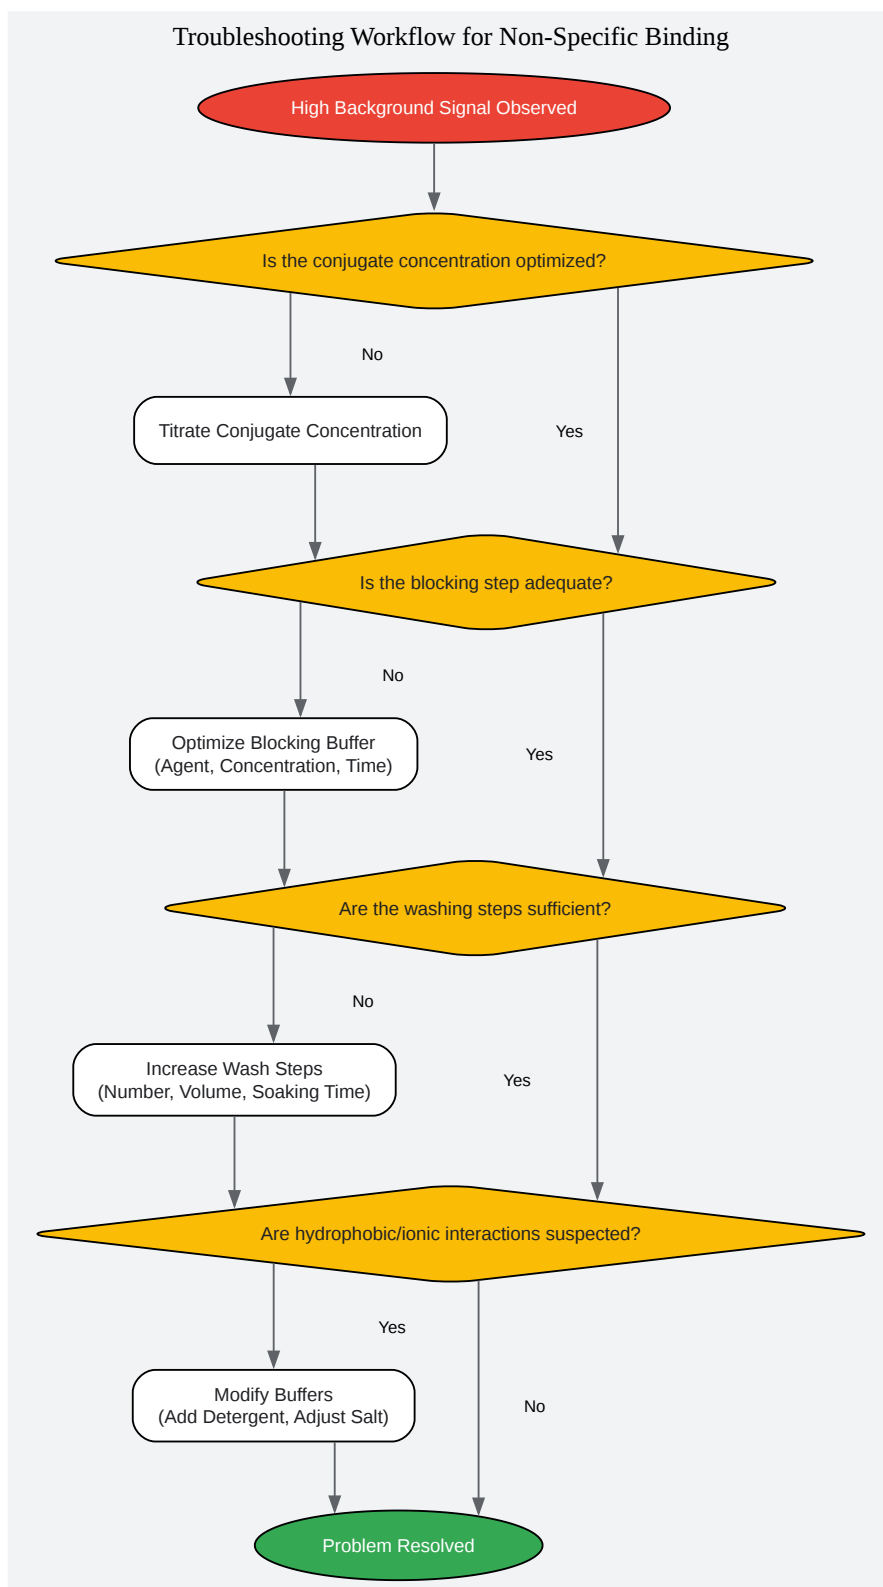 Troubleshooting Workflow for Non-Specific Binding
High Background Signal Observed
Is the conjugate concentration optimized?
No
Titrate Conjugate Concentration
Yes
Is the blocking step adequate?
No
Optimize Blocking Buffer
(Agent, Concentration, Time)
Yes
Are the washing steps sufficient?
No
Increase Wash Steps
(Number, Volume, Soaking Time)
Yes
Are hydrophobic/ionic interactions suspected?
Yes
Modify Buffers
(Add Detergent, Adjust Salt)
No
Problem Resolved